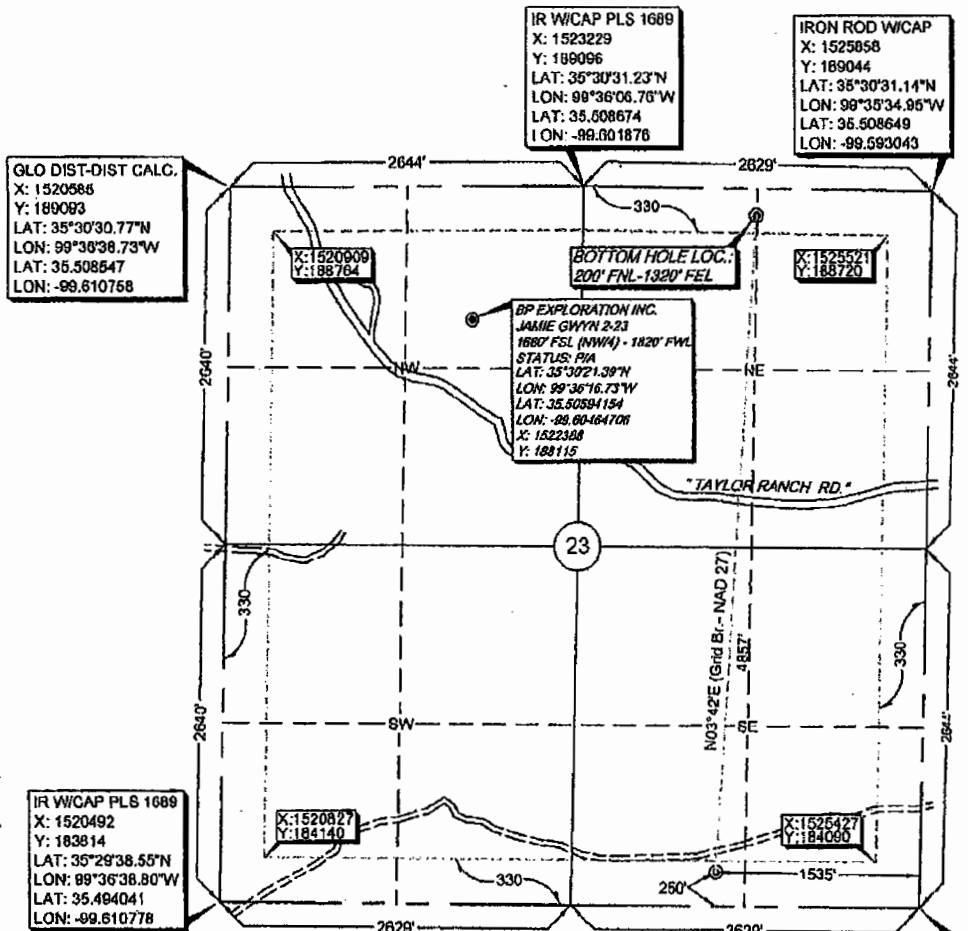 IR W/CAP PLS 1689
X: 1523229
Y: 189096
LAT: 35°30'31.23"N
LON: 99°36'06.76"W
LAT: 35.508674
LON: -99.601876
IRON ROD W/CAP
X: 1525858
Y: 189044
LAT: 35°30'31.14"N
LON: 99°35'34.95"W
LAT: 35.508649
LON: -99.593043
GLO DIST-DIST CALC.
X: 1520586
Y: 189093
LAT: 35°30'30.77"N
LON: 99°36'38.73"W
LAT: 35.508547
LON: -99.610758
2644'
2629'
330
X:1520909
Y:188764
BOTTOM HOLE LOC.:
200' FNL-1320' FEL
X:1525521
Y:188720
BP EXPLORATION INC.
JAMIE GWYN 2-23
1680' FSL (NW/4) - 1820' FWL
STATUS: P/A
LAT: 35°30'21.39"N
LON: 99°36'16.73"W
LAT: 35.50594154
LON: -99.60464706
X: 1522388
Y: 188115
2640'
NW
NE
2644'
"TAYLOR RANCH RD."
23
330
N03°42'E (Grid Br.- NAD 27)
4857'
330
2640'
SW
SE
2644'
IR W/CAP PLS 1689
X: 1520492
Y: 183814
LAT: 35°29'38.55"N
LON: 99°36'38.80"W
LAT: 35.494041
LON: -99.610778
X:1520827
Y:184140
X:1525427
Y:184090
330
250'
1535'
2629'
2629'